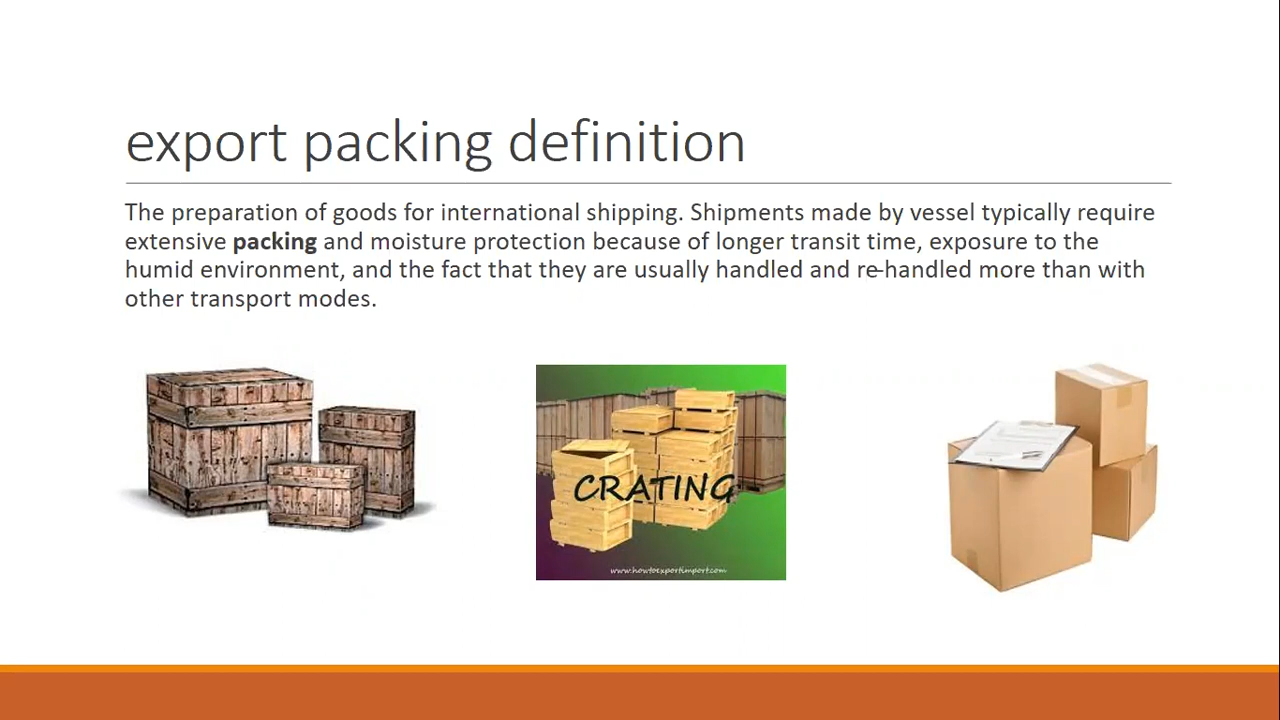 export packing definition
The preparation of goods for international shipping. Shipments made by vessel typically require
extensive packing and moisture protection because of longer transit time, exposure to the
humid environment, and the fact that they are usually handled and re-handled more than with
other transport modes.
CRATING
www.howtoexportimport.com